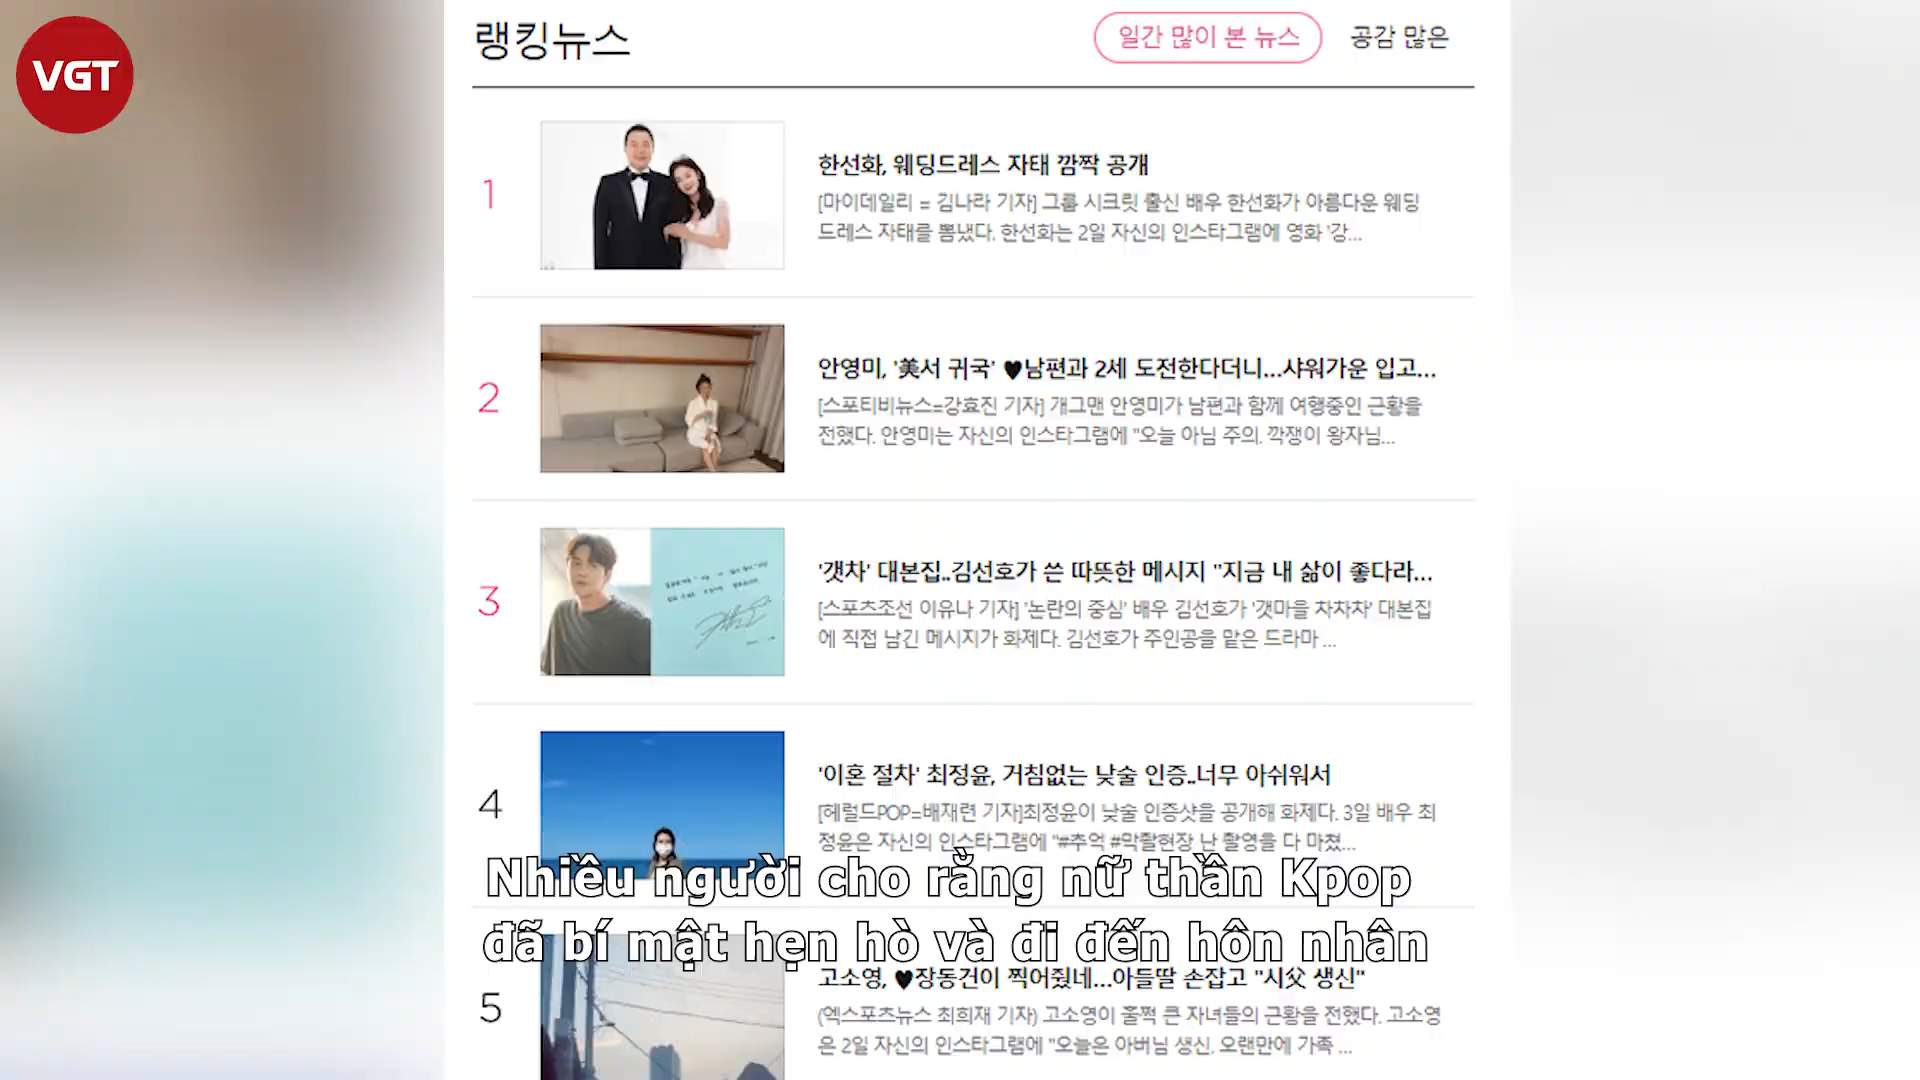 VGT
랭킹뉴스
일간 많이 본 뉴스
공감 많은
1
한선화, 웨딩드레스 자태 깜짝 공개
[마이데일리 = 김나라 기자] 그룹 시크릿 출신 배우 한선화가 아름다운 웨딩
드레스 자태를 뽐냈다. 한선화는 2일 자신의 인스타그램에 영화 '강...
2
안영미, '美서 귀국' ♥남편과 2세 도전한다더니...샤워가운 입고...
[스포티비뉴스=강효진 기자] 개그맨 안영미가 남편과 함께 여행중인 근황을
전했다. 안영미는 자신의 인스타그램에 "오늘 아님 주의. 깍쟁이 왕자님...
3
'갯차' 대본집..김선호가 쓴 따뜻한 메시지 "지금 내 삶이 좋다라...
[스포츠조선 이유나 기자] '논란의 중심' 배우 김선호가 '갯마을 차차차' 대본집
에 직접 남긴 메시지가 화제다. 김선호가 주인공을 맡은 드라마 ...
4
'이혼 절차' 최정윤, 거침없는 낮술 인증..너무 아쉬워서
[헤럴드POP=배재련 기자]최정윤이 낮술 인증샷을 공개해 화제다. 3일 배우 최
정윤은 자신의 인스타그램에 "#추억 #막촬현장 난 촬영을 다 마쳤...
Nhiều người cho rằng nữ thần Kpop
đã bí mật hẹn hò và đi đến hôn nhân
5
고소영, ♥장동건이 찍어줬네...아들딸 손잡고 "시父 생신"
(엑스포츠뉴스 최희재 기자) 고소영이 훌쩍 큰 자녀들의 근황을 전했다. 고소영
은 2일 자신의 인스타그램에 "오늘은 아버님 생신. 오랜만에 가족 ...